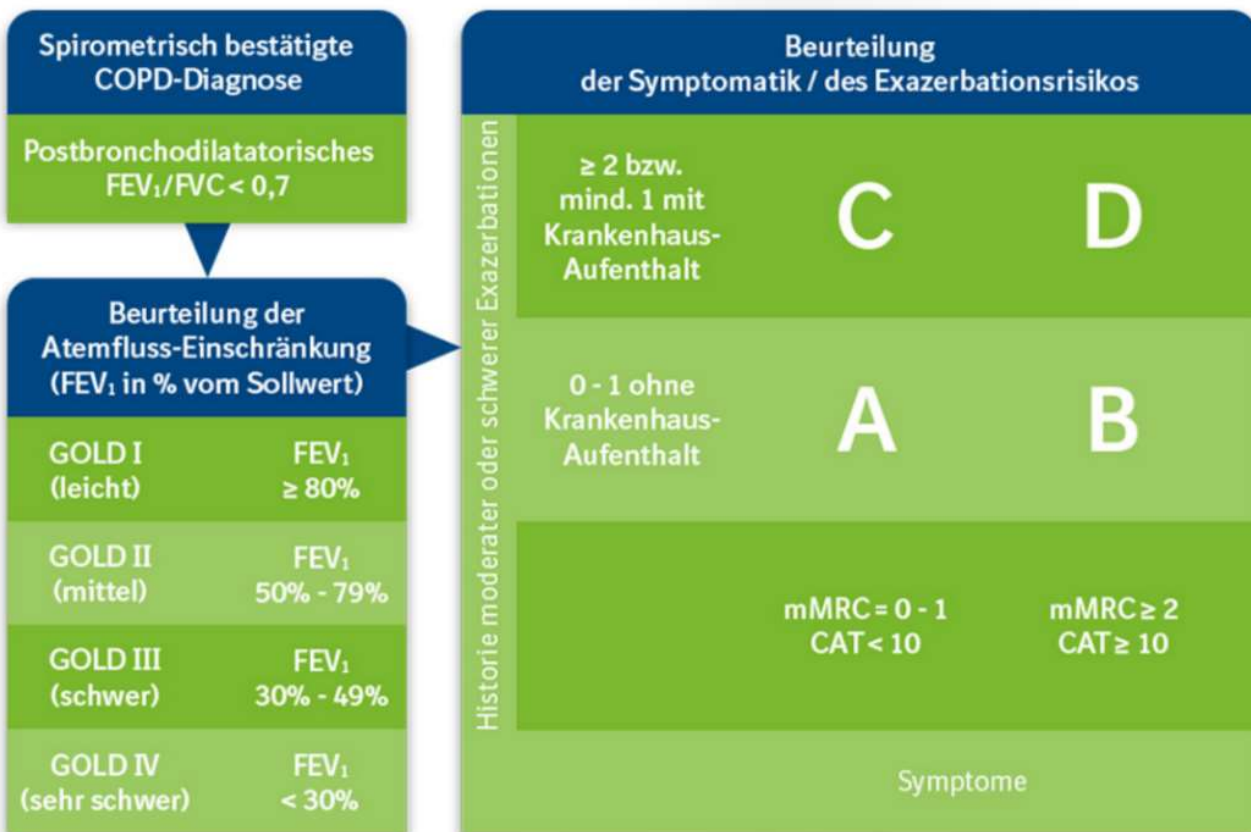 Spirometrisch bestätigte
COPD-Diagnose
Postbronchodilatatorisches
FEV₁/FVC < 0,7
Beurteilung der
Atemfluss-Einschränkung
(FEV₁ in % vom Sollwert)
GOLD I
(leicht)
FEV₁
≥ 80%
GOLD II
(mittel)
FEV₁
50% - 79%
GOLD III
(schwer)
FEV₁
30% - 49%
GOLD IV
(sehr schwer)
FEV₁
< 30%
Beurteilung
der Symptomatik / des Exazerbationsrisikos
Historie moderater oder schwerer Exazerbationen
≥ 2 bzw.
mind. 1 mit
Krankenhaus-
Aufenthalt
C
D
0 - 1 ohne
Krankenhaus-
Aufenthalt
A
B
mMRC = 0 - 1
CAT < 10
mMRC ≥ 2
CAT ≥ 10
Symptome